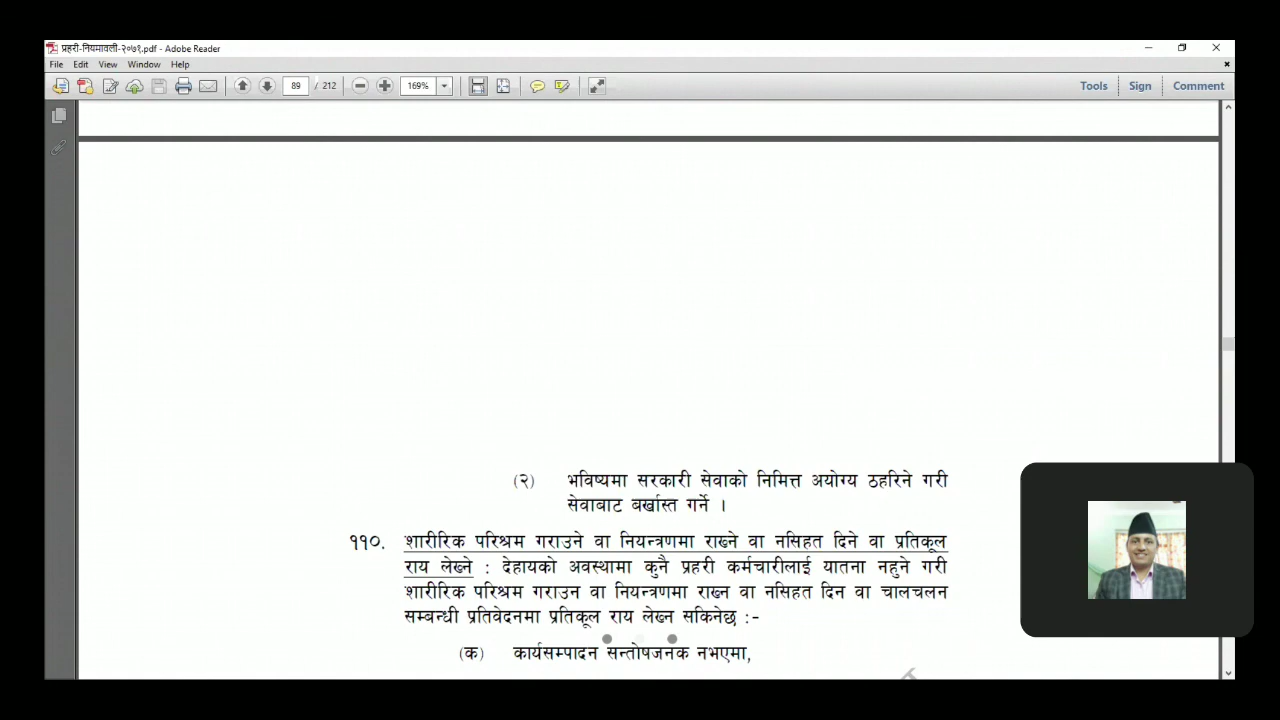 प्रहरी-नियमावली-२०७१.pdf - Adobe Reader
File Edit View Window Help
89 / 212 169% Tools Sign Comment
(२) भविष्यमा सरकारी सेवाको निमित्त अयोग्य ठहरिने गरी
सेवाबाट बर्खास्त गर्ने ।
११०. शारीरिक परिश्रम गराउने वा नियन्त्रणमा राख्ने वा नसिहत दिने वा प्रतिकूल
राय लेख्ने : देहायको अवस्थामा कुनै प्रहरी कर्मचारीलाई यातना नहुने गरी
शारीरिक परिश्रम गराउन वा नियन्त्रणमा राख्न वा नसिहत दिन वा चालचलन
सम्बन्धी प्रतिवेदनमा प्रतिकूल राय लेख्न सकिनेछ :-
(क) कार्यसम्पादन सन्तोषजनक नभएमा,